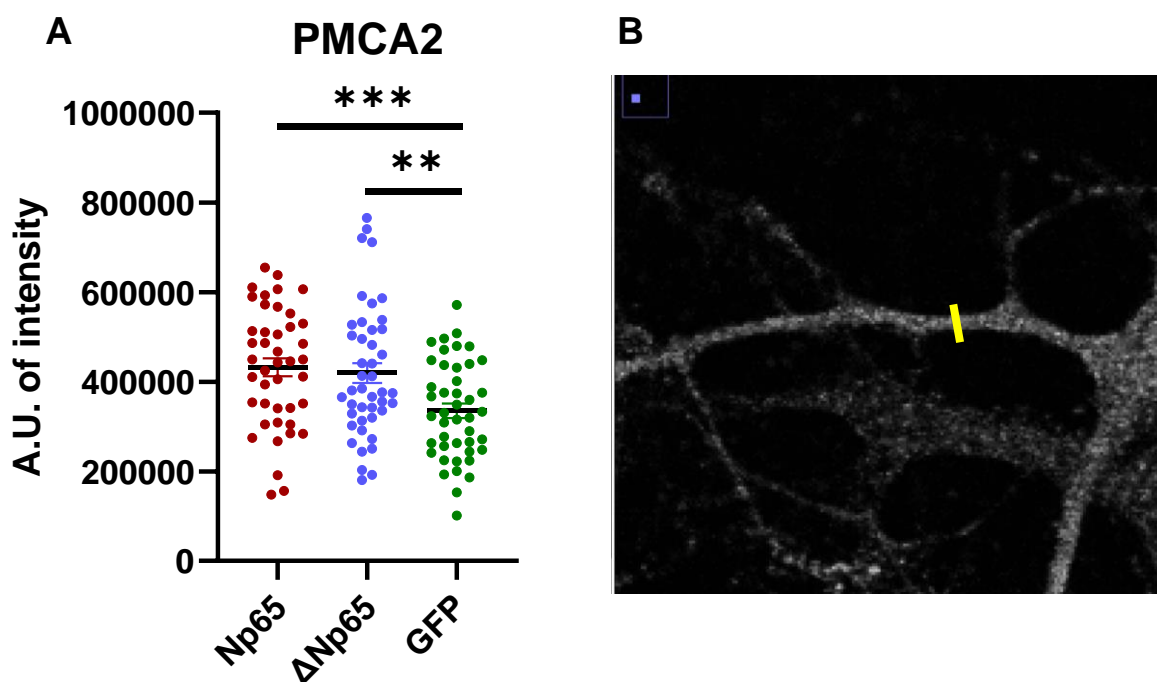 A
PMCA2
***
**
A.U. of intensity
1000000
800000
600000
400000
200000
0
Np65
ΔNp65
GFP
B